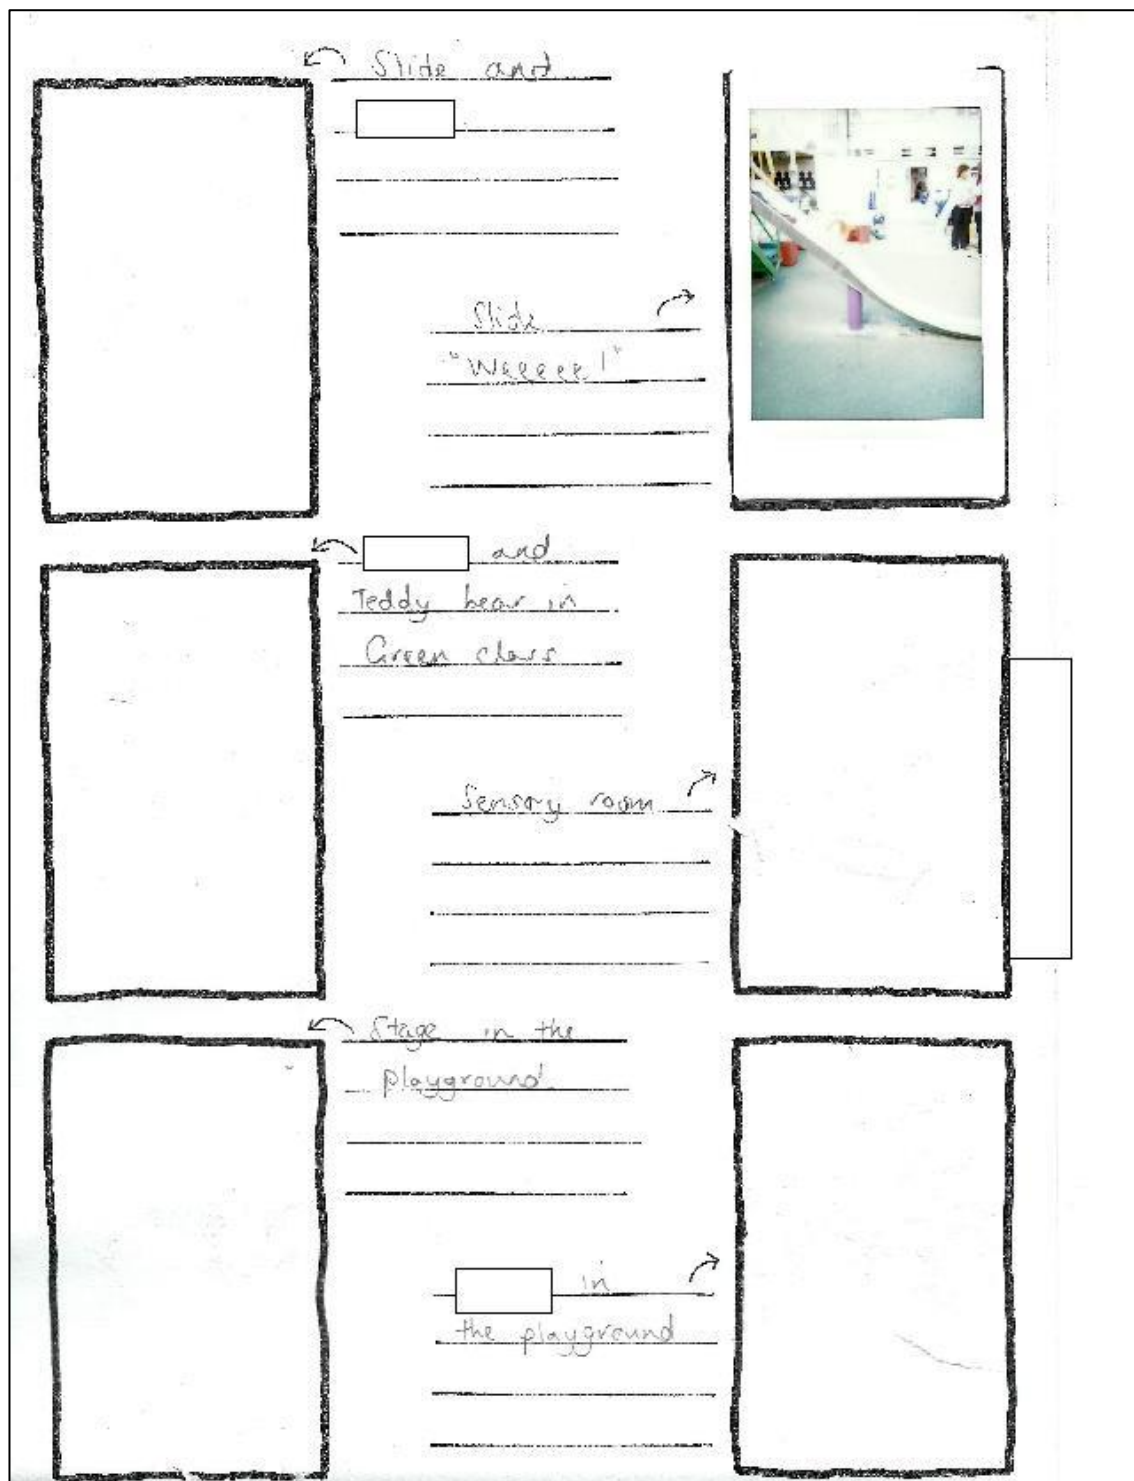 Slide and
Slide
"Weeeee!"
and
Teddy bear in
Green class
Sensory room
Stage in the
playground
in
the playground